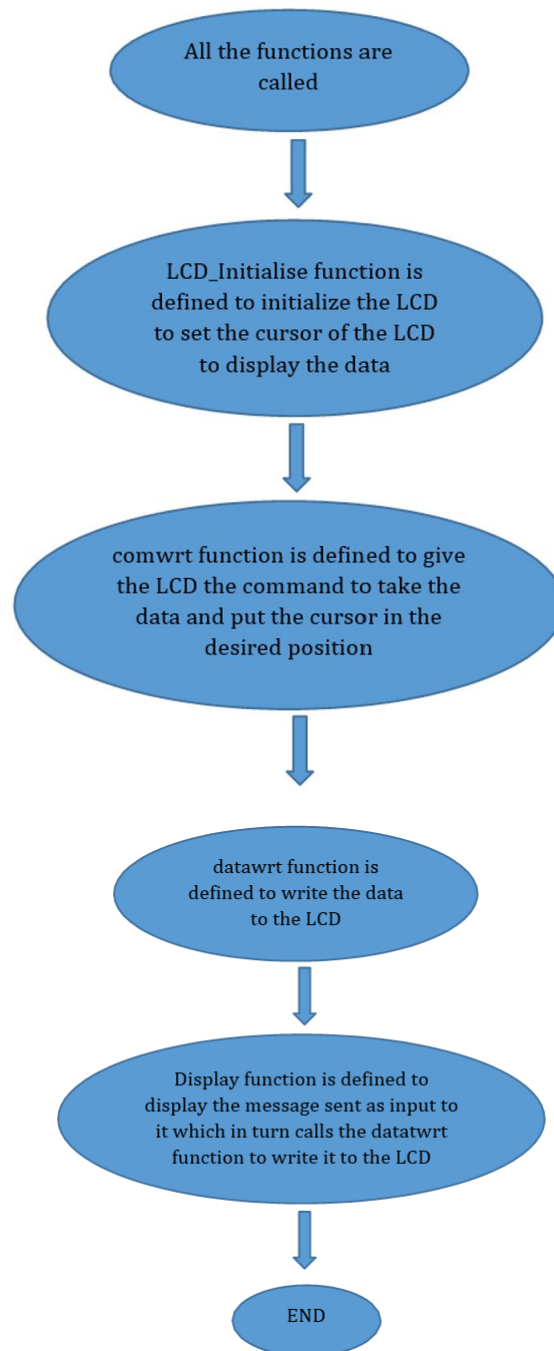 All the functions are
called
LCD_Initialise function is
defined to initialize the LCD
to set the cursor of the LCD
to display the data
comwrt function is defined to give
the LCD the command to take the
data and put the cursor in the
desired position
datawrt function is
defined to write the data
to the LCD
Display function is defined to
display the message sent as input to
it which in turn calls the datatwrt
function to write it to the LCD
END